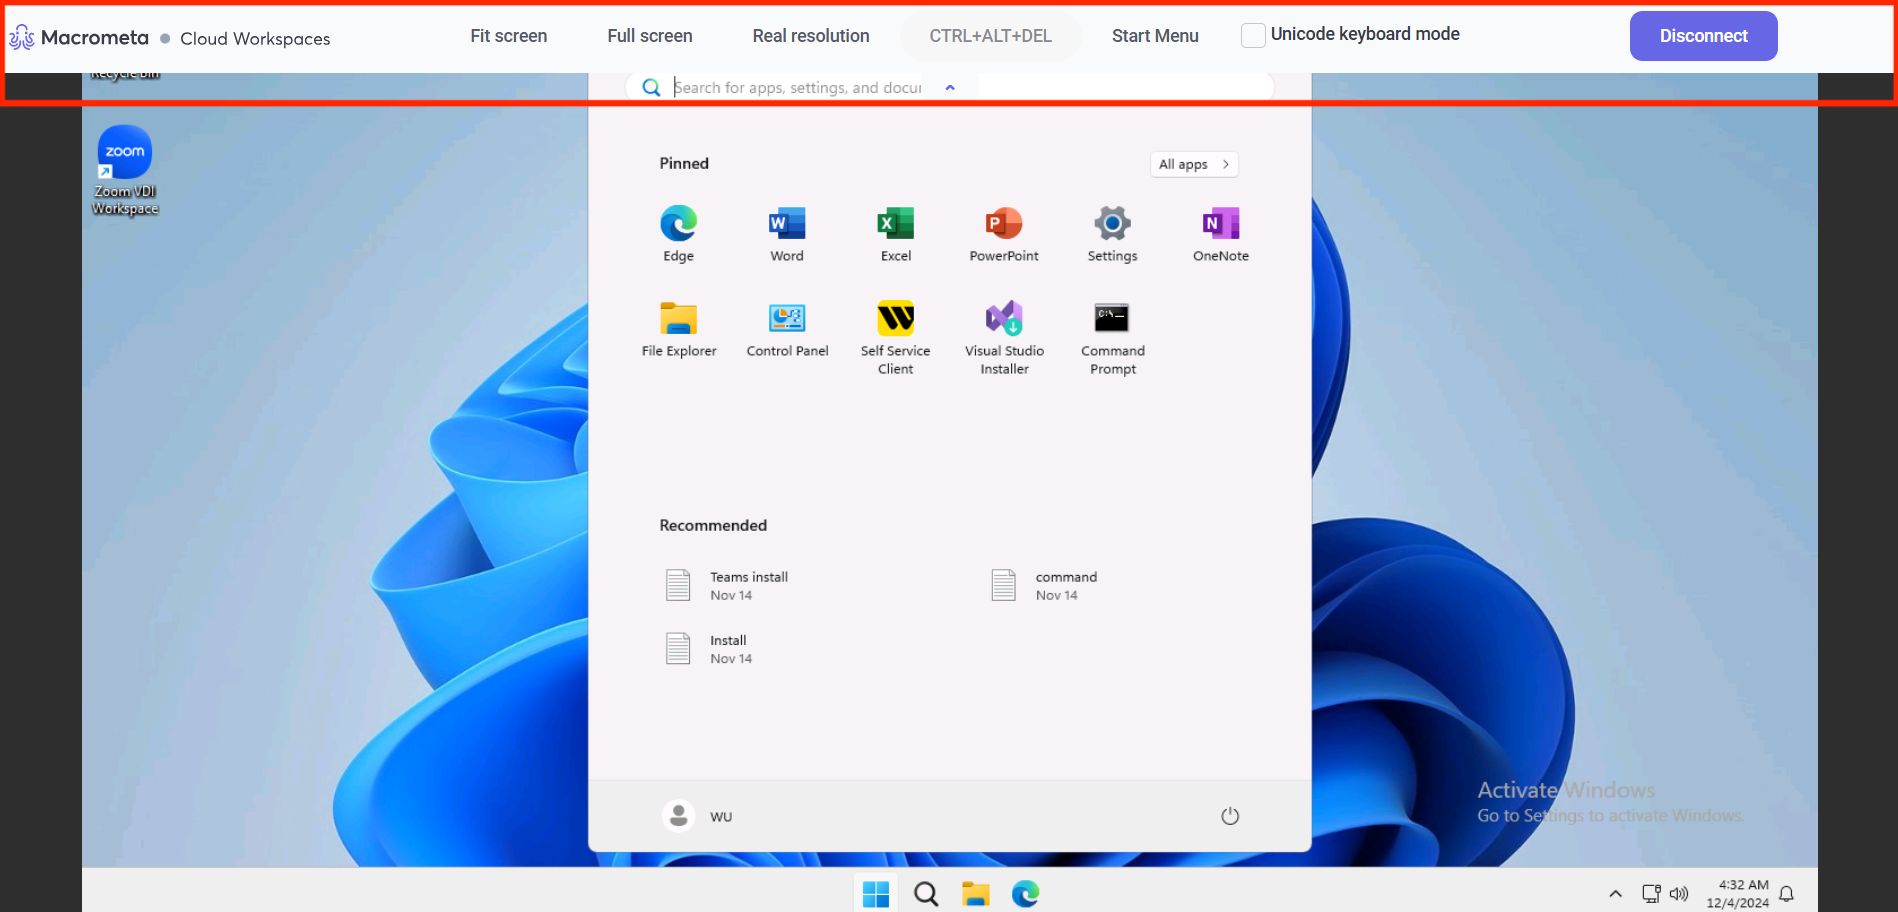 Macrometa Cloud Workspaces Fit screen Full screen Real resolution CTRL+ALT+DEL Start Menu Unicode keyboard mode Disconnect
Recycle Bin
Search for apps, settings, and docu
zoom
Zoom VDI
Workspace
Pinned All apps
Edge Word Excel PowerPoint Settings OneNote
File Explorer Control Panel Self Service Client Visual Studio Installer Command Prompt
Recommended
Teams install
Nov 14
command
Nov 14
Install
Nov 14
WU
Activate Windows
Go to Settings to activate Windows.
4:32 AM
12/4/2024